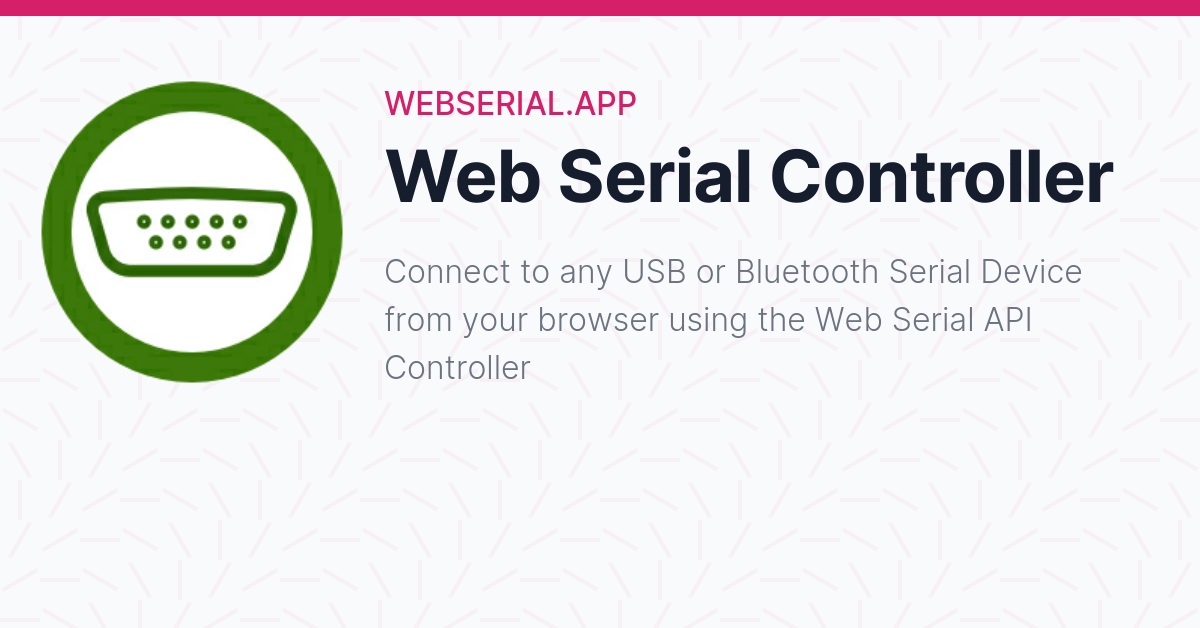 WEBSERIAL.APP
Web Serial Controller
Connect to any USB or Bluetooth Serial Device
from your browser using the Web Serial API
Controller